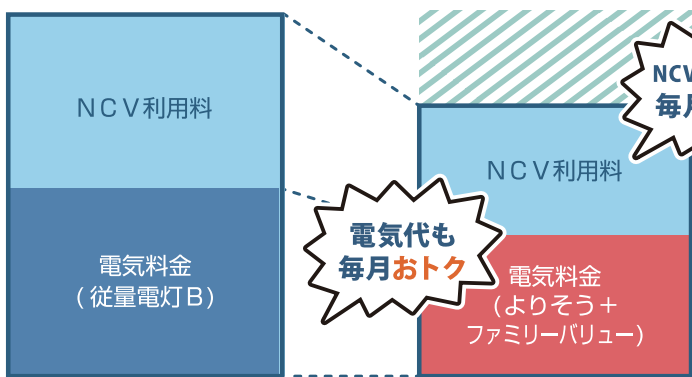 NCV利用料
電気料金
(従量電灯B)
電気代も
毎月おトク
NCV
毎月
NCV利用料
電気料金
(よりそう＋
ファミリーバリュー)